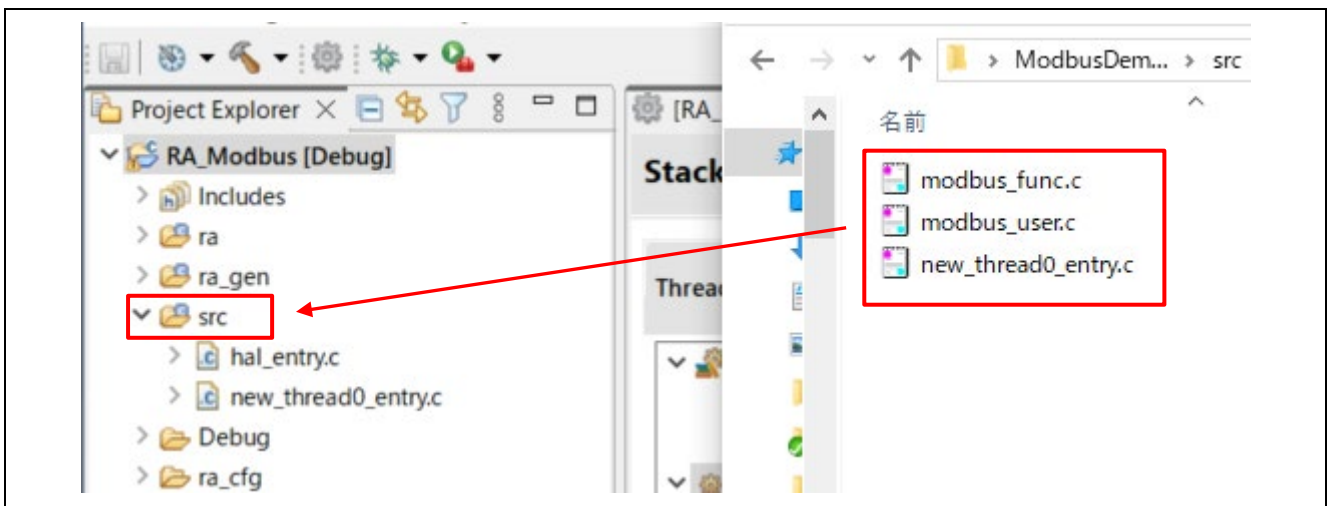 Project Explorer
RA_Modbus [Debug]
Includes
ra
ra_gen
src
hal_entry.c
new_thread0_entry.c
Debug
ra_cfg
[RA_
Stack
Threa
ModbusDem... > src
名前
modbus_func.c
modbus_user.c
new_thread0_entry.c